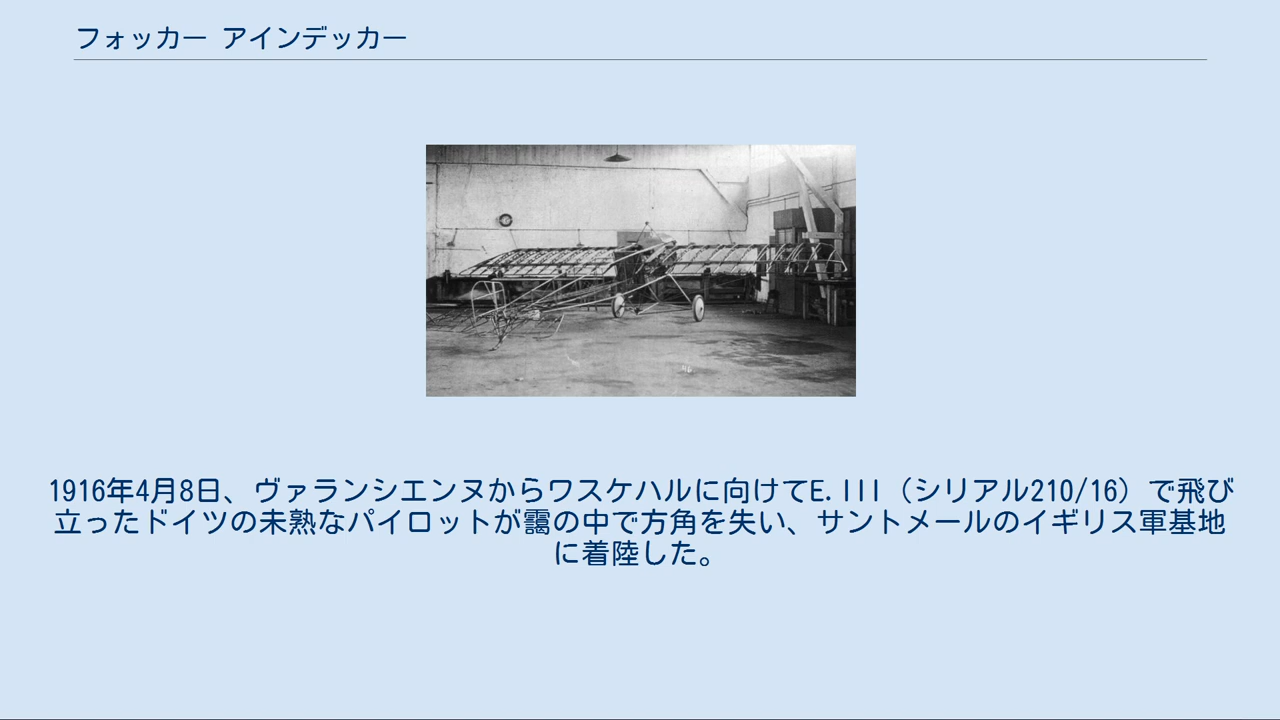 フォッカー アインデッカー
1916年4月8日、ヴァランシエンヌからワスケハルに向けてE.III（シリアル210/16）で飛び
立ったドイツの未熟なパイロットが靄の中で方角を失い、サントメールのイギリス軍基地
に着陸した。